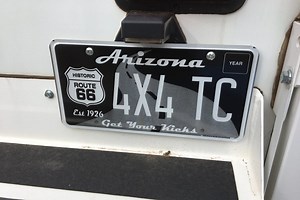 Arizona
YEAR
HISTORIC
ROUTE
66
Est 1926
4X4 TC
Get Your Kicks